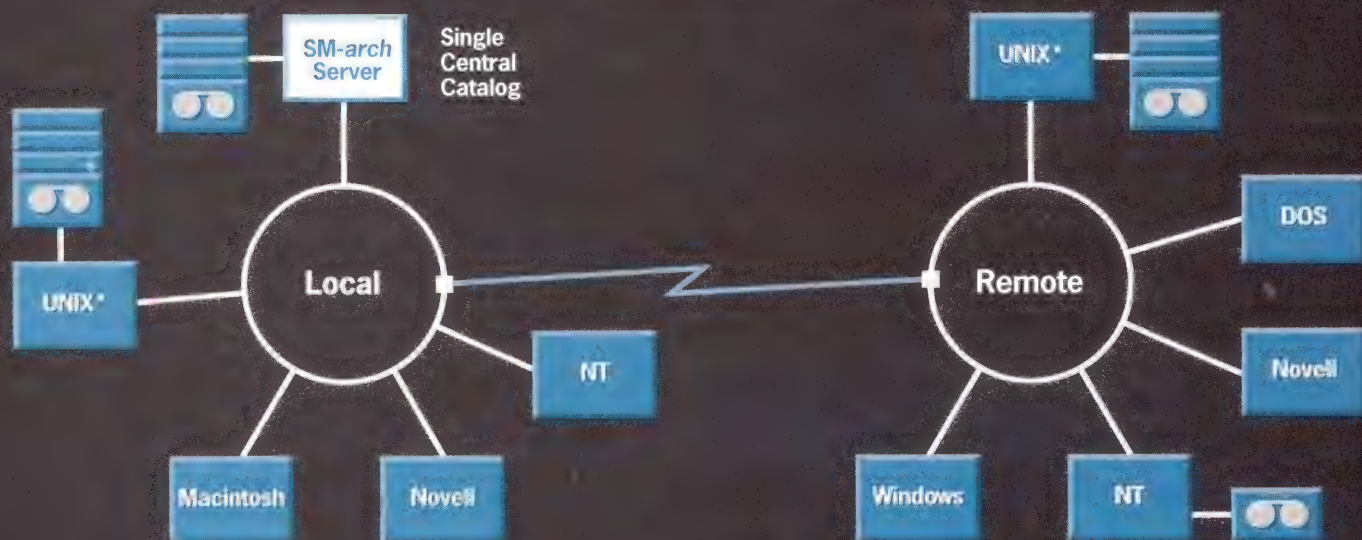 SM-arch
Server
Single
Central
Catalog
UNIX*
UNIX*
DOS
Local
Remote
NT
Novell
Macintosh
Novell
Windows
NT